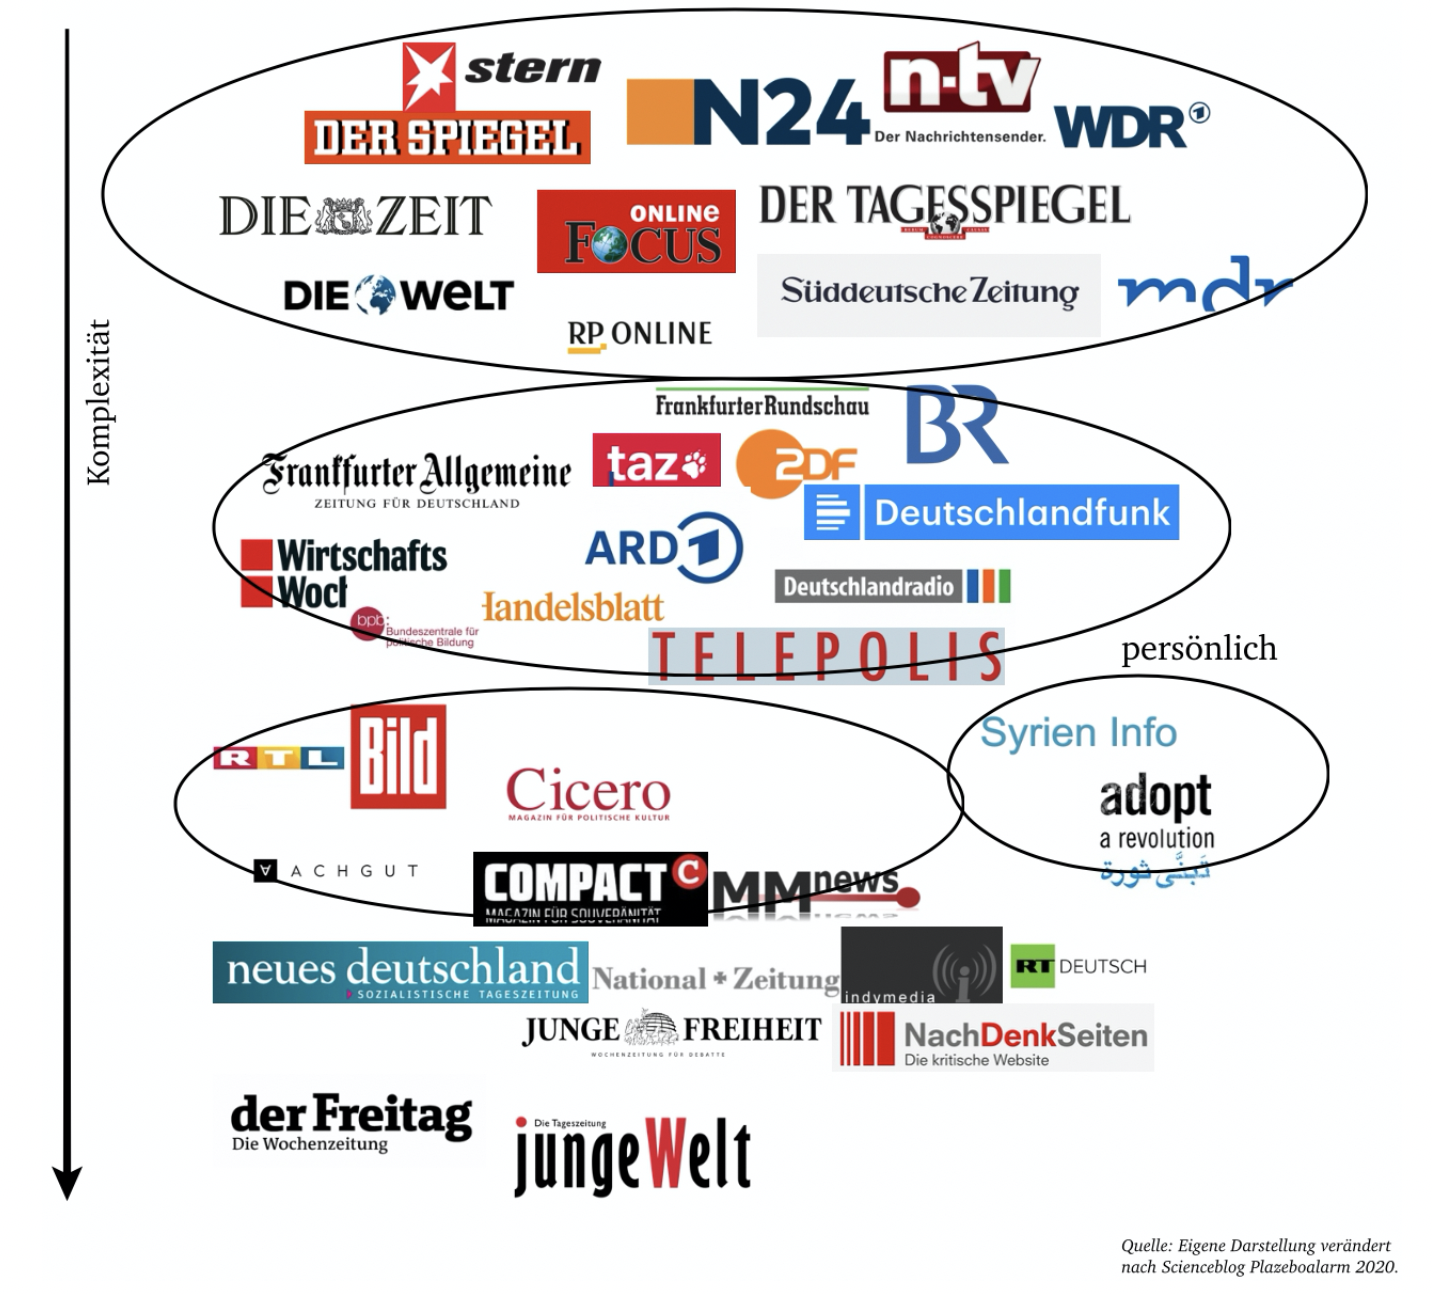 stern
DER SPIEGEL
N24
n-tv
Der Nachrichtensender.
WDR
DIE ZEIT
ONLINE
FOCUS
DER TAGESSPIEGEL
DIE WELT
Süddeutsche Zeitung
mdr
RP ONLINE
Komplexität
Frankfurter Rundschau
BR
Frankfurter Allgemeine
ZEITUNG FÜR DEUTSCHLAND
taz
2DF
Deutschlandfunk
ARD 1
Wirtschafts
Woch
Deutschlandradio
bpb:
Bundeszentrale für
politische Bildung
Handelsblatt
TELEPOLIS
persönlich
RTL
Bild
Cicero
MAGAZIN FÜR POLITISCHE KULTUR
Syrien Info
adopt
a revolution
تبنَّى ثورة
ACHGUT
COMPACT C
MAGAZIN FÜR SOUVERÄNITÄT
MMnews
neues deutschland
SOZIALISTISCHE TAGESZEITUNG
National Zeitung
indymedia
RT DEUTSCH
JUNGE FREIHEIT
WOCHENZEITUNG FÜR DEBATTE
NachDenkSeiten
Die kritische Website
der Freitag
Die Wochenzeitung
Die Tageszeitung
jungeWelt
Quelle: Eigene Darstellung verändert
nach Scienceblog Plazeboalarm 2020.